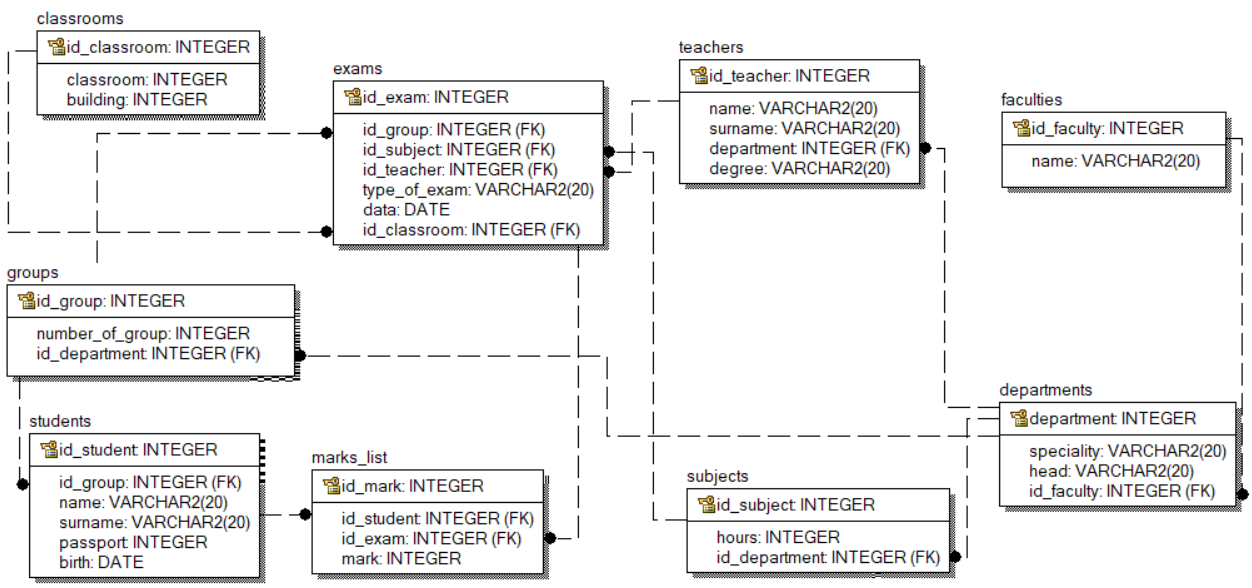 classrooms
id_classroom: INTEGER
classroom: INTEGER
building: INTEGER
exams
id_exam: INTEGER
id_group: INTEGER (FK)
id_subject: INTEGER (FK)
id_teacher: INTEGER (FK)
type_of_exam: VARCHAR2(20)
data: DATE
id_classroom: INTEGER (FK)
teachers
id_teacher: INTEGER
name: VARCHAR2(20)
surname: VARCHAR2(20)
department: INTEGER (FK)
degree: VARCHAR2(20)
faculties
id_faculty: INTEGER
name: VARCHAR2(20)
groups
id_group: INTEGER
number_of_group: INTEGER
id_department: INTEGER (FK)
students
id_student: INTEGER
id_group: INTEGER (FK)
name: VARCHAR2(20)
surname: VARCHAR2(20)
passport: INTEGER
birth: DATE
marks_list
id_mark: INTEGER
id_student: INTEGER (FK)
id_exam: INTEGER (FK)
mark: INTEGER
subjects
id_subject: INTEGER
hours: INTEGER
id_department: INTEGER (FK)
departments
department: INTEGER
speciality: VARCHAR2(20)
head: VARCHAR2(20)
id_faculty: INTEGER (FK)